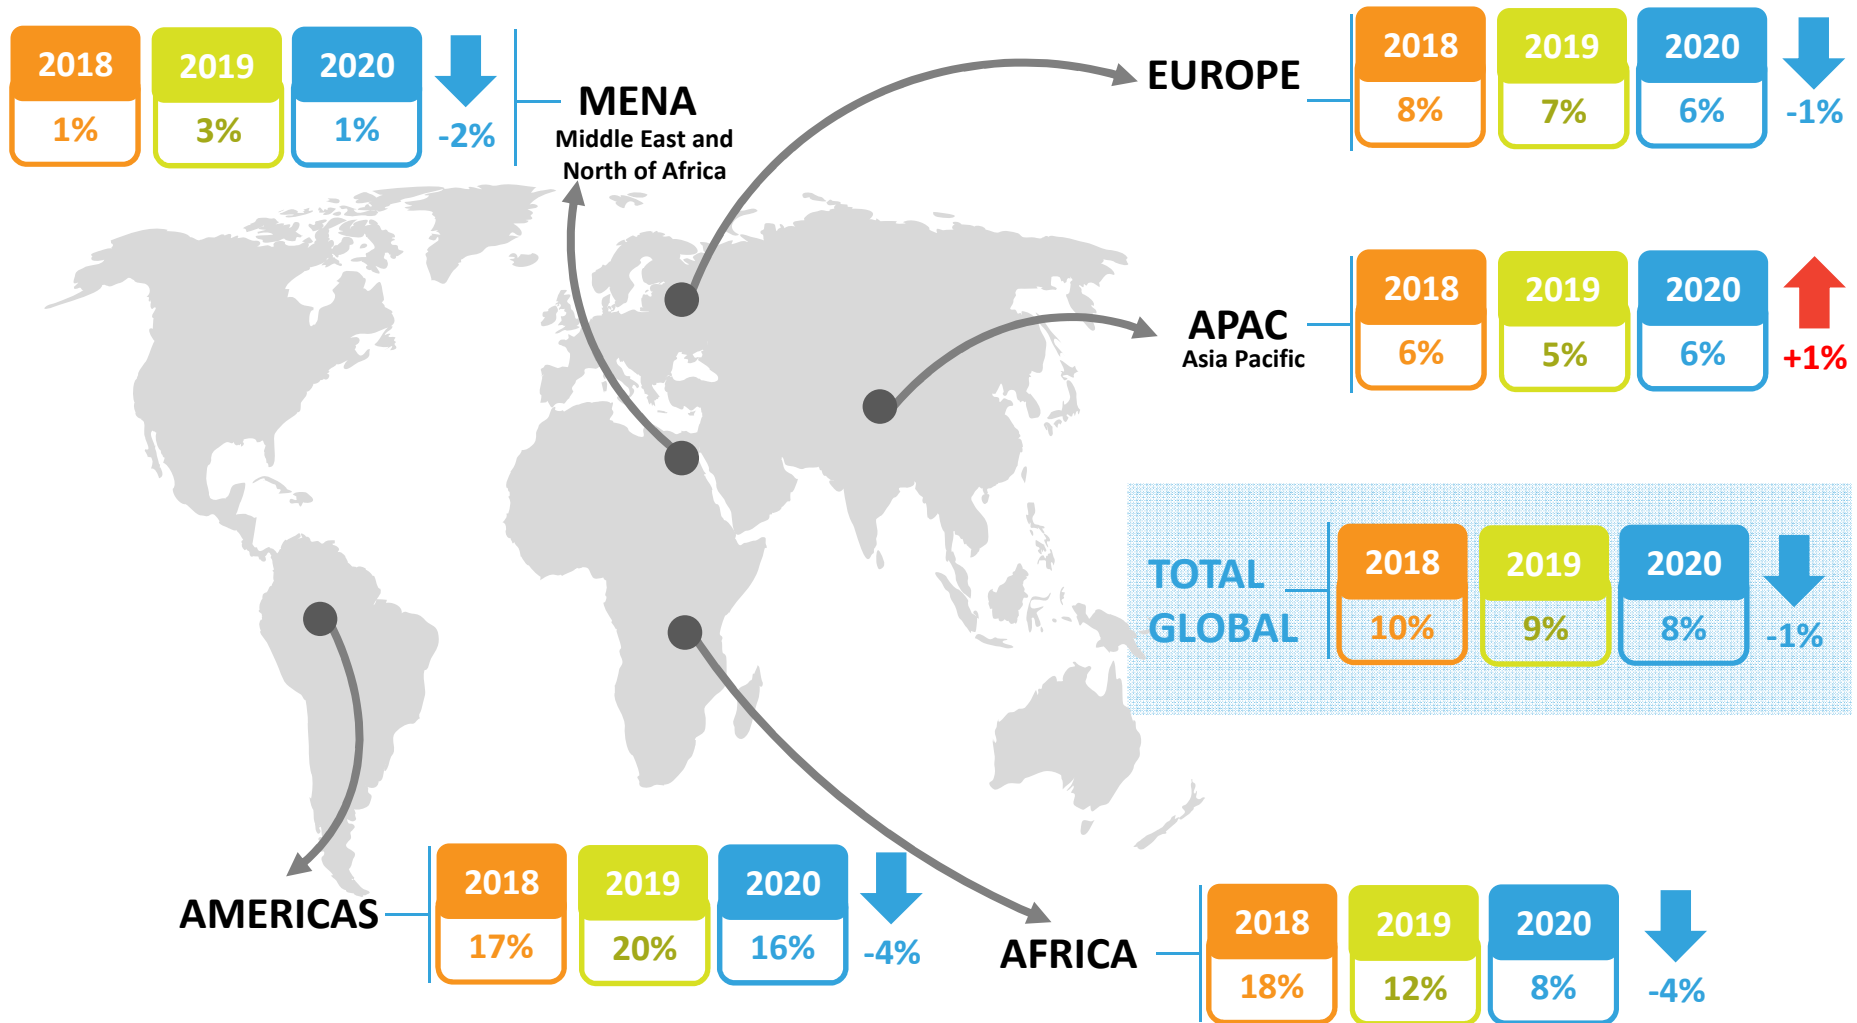 2018 2019 2020
1% 3% 1% -2%
MENA
Middle East and
North of Africa
EUROPE
2018 2019 2020
8% 7% 6% -1%
APAC
Asia Pacific
2018 2019 2020
6% 5% 6% +1%
TOTAL
GLOBAL
2018 2019 2020
10% 9% 8% -1%
AMERICAS
2018 2019 2020
17% 20% 16% -4%
AFRICA
2018 2019 2020
18% 12% 8% -4%